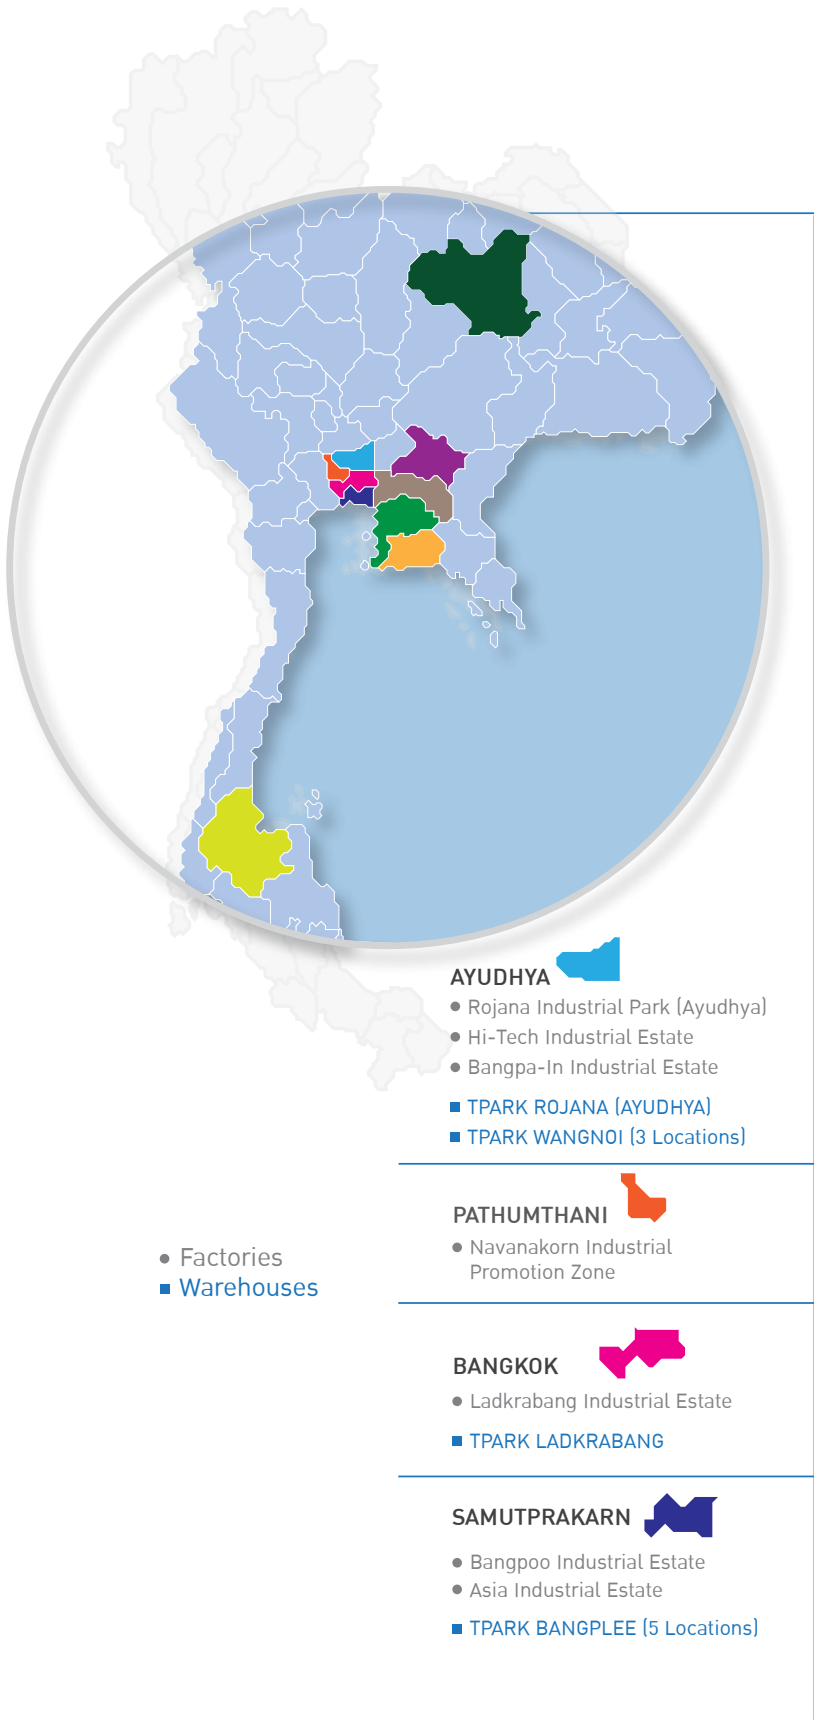 AYUDHYA
● Rojana Industrial Park (Ayudhya)
● Hi-Tech Industrial Estate
● Bangpa-In Industrial Estate
■ TPARK ROJANA (AYUDHYA)
■ TPARK WANGNOI (3 Locations)
PATHUMTHANI
● Navanakorn Industrial
Promotion Zone
● Factories
■ Warehouses
BANGKOK
● Ladkrabang Industrial Estate
■ TPARK LADKRABANG
SAMUTPRAKARN
● Bangpoo Industrial Estate
● Asia Industrial Estate
■ TPARK BANGPLEE (5 Locations)